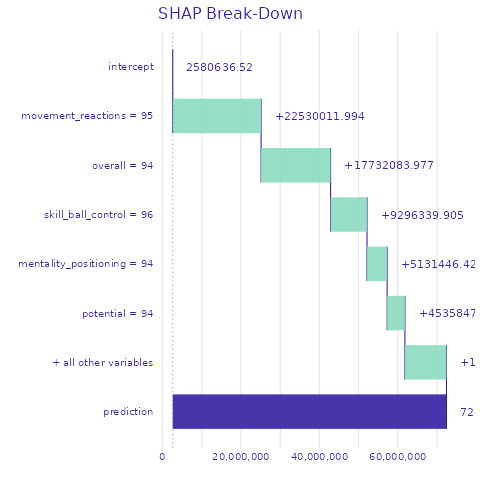 SHAP Break-Down
intercept 2580636.52
movement_reactions = 95 +22530011.994
overall = 94 +17732083.977
skill_ball_control = 96 +9296339.905
mentality_positioning = 94 +5131446.42
potential = 94 +4535847
+ all other variables +1
prediction 72
0 20,000,000 40,000,000 60,000,000